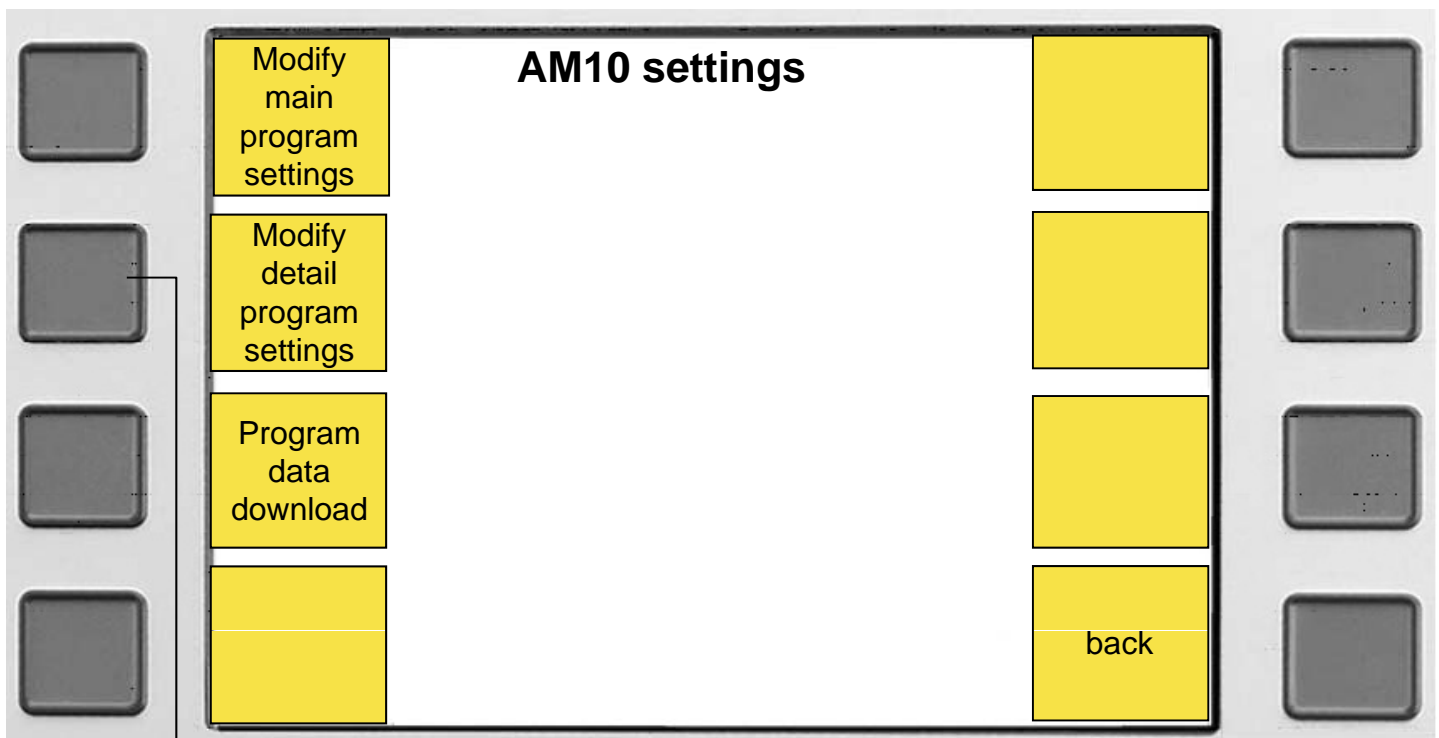 Modify
main
program
settings
AM10 settings
Modify
detail
program
settings
Program
data
download
back